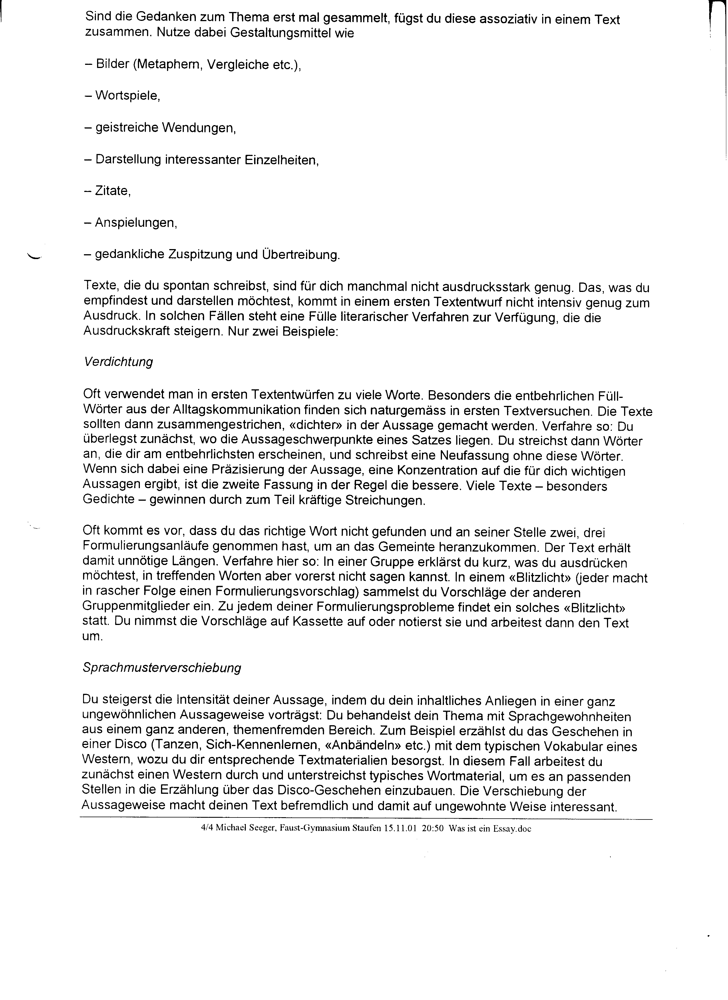 Sind die Gedanken zum Thema erst mal gesammelt, fügst du diese assoziativ in einem Text
zusammen. Nutze dabei Gestaltungsmittel wie
– Bilder (Metaphern, Vergleiche etc.),
– Wortspiele,
– geistreiche Wendungen,
– Darstellung interessanter Einzelheiten,
– Zitate,
– Anspielungen,
– gedankliche Zuspitzung und Übertreibung.
Texte, die du spontan schreibst, sind für dich manchmal nicht ausdrucksstark genug. Das, was du
empfindest und darstellen möchtest, kommt in einem ersten Textentwurf nicht intensiv genug zum
Ausdruck. In solchen Fällen steht eine Fülle literarischer Verfahren zur Verfügung, die die
Ausdruckskraft steigern. Nur zwei Beispiele:
Verdichtung
Oft verwendet man in ersten Textentwürfen zu viele Worte. Besonders die entbehrlichen Füll-
Wörter aus der Alltagskommunikation finden sich naturgemäss in ersten Textversuchen. Die Texte
sollten dann zusammengestrichen, «dichter» in der Aussage gemacht werden. Verfahre so: Du
überlegst zunächst, wo die Aussageschwerpunkte eines Satzes liegen. Du streichst dann Wörter
an, die dir am entbehrlichsten erscheinen, und schreibst eine Neufassung ohne diese Wörter.
Wenn sich dabei eine Präzisierung der Aussage, eine Konzentration auf die für dich wichtigen
Aussagen ergibt, ist die zweite Fassung in der Regel die bessere. Viele Texte – besonders
Gedichte – gewinnen durch zum Teil kräftige Streichungen.
Oft kommt es vor, dass du das richtige Wort nicht gefunden und an seiner Stelle zwei, drei
Formulierungsanläufe genommen hast, um an das Gemeinte heranzukommen. Der Text erhält
damit unnötige Längen. Verfahre hier so: In einer Gruppe erklärst du kurz, was du ausdrücken
möchtest, in treffenden Worten aber vorerst nicht sagen kannst. In einem «Blitzlicht» (jeder macht
in rascher Folge einen Formulierungsvorschlag) sammelst du Vorschläge der anderen
Gruppenmitglieder ein. Zu jedem deiner Formulierungsprobleme findet ein solches «Blitzlicht»
statt. Du nimmst die Vorschläge auf Kassette auf oder notierst sie und arbeitest dann den Text
um.
Sprachmusterverschiebung
Du steigerst die Intensität deiner Aussage, indem du dein inhaltliches Anliegen in einer ganz
ungewöhnlichen Aussageweise vorträgst: Du behandelst dein Thema mit Sprachgewohnheiten
aus einem ganz anderen, themenfremden Bereich. Zum Beispiel erzählst du das Geschehen in
einer Disco (Tanzen, Sich-Kennenlernen, «Anbändeln» etc.) mit dem typischen Vokabular eines
Western, wozu du dir entsprechende Textmaterialien besorgst. In diesem Fall arbeitest du
zunächst einen Western durch und unterstreichst typisches Wortmaterial, um es an passenden
Stellen in die Erzählung über das Disco-Geschehen einzubauen. Die Verschiebung der
Aussageweise macht deinen Text befremdlich und damit auf ungewohnte Weise interessant.
4/4 Michael Seeger, Faust-Gymnasium Staufen 15.11.01 20:50 Was ist ein Essay.doc